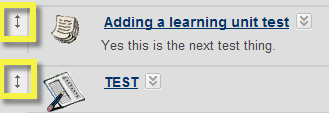 Adding a learning unit test
Yes this is the next test thing.
TEST